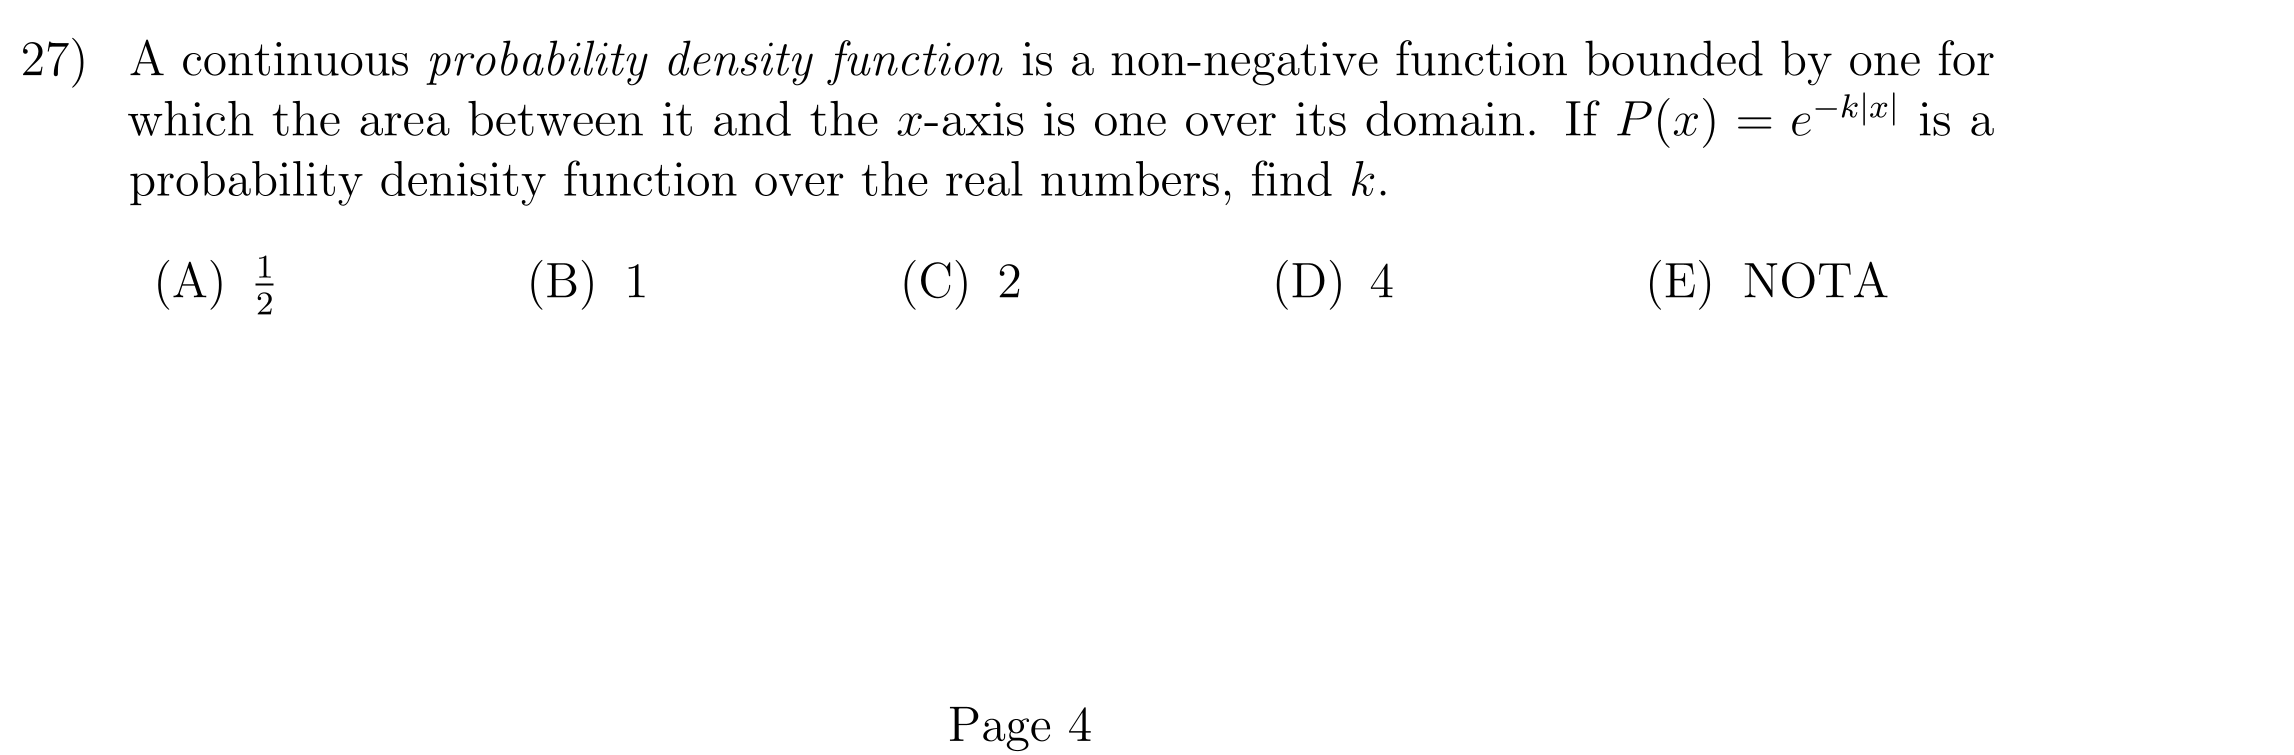 27) A continuous probability density function is a non-negative function bounded by one for
which the area between it and the x-axis is one over its domain. If P(x) = e^{-k|x|} is a
probability denisity function over the real numbers, find k.
(A) 1/2 (B) 1 (C) 2 (D) 4 (E) NOTA
Page 4